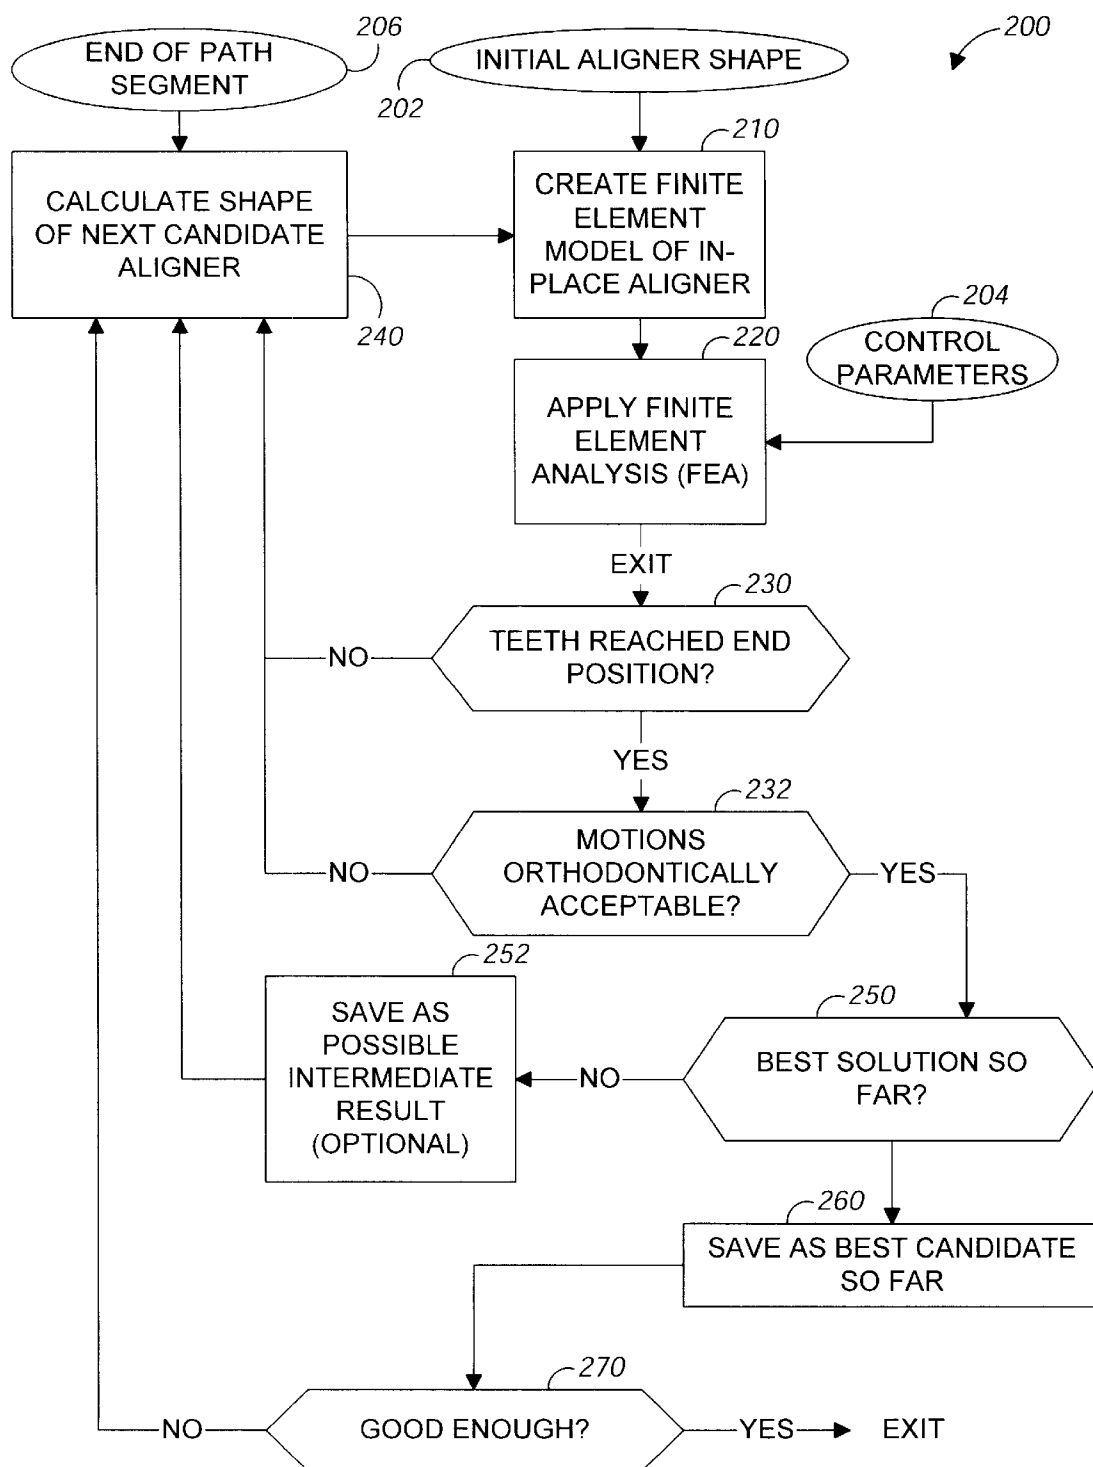 200
END OF PATH
SEGMENT
206
INITIAL ALIGNER SHAPE
202
210
CALCULATE SHAPE
OF NEXT CANDIDATE
ALIGNER
240
CREATE FINITE
ELEMENT
MODEL OF IN-
PLACE ALIGNER
204
CONTROL
PARAMETERS
220
APPLY FINITE
ELEMENT
ANALYSIS (FEA)
EXIT
230
TEETH REACHED END
POSITION?
NO
YES
232
MOTIONS
ORTHODONTICALLY
ACCEPTABLE?
NO
YES
252
SAVE AS
POSSIBLE
INTERMEDIATE
RESULT
(OPTIONAL)
250
BEST SOLUTION SO
FAR?
NO
260
SAVE AS BEST CANDIDATE
SO FAR
270
GOOD ENOUGH?
NO
YES
EXIT